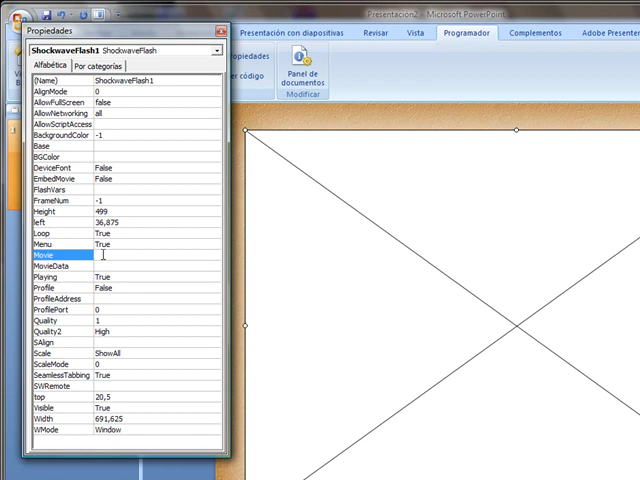 Presentación2 - Microsoft PowerPoint
Propiedades
ShockwaveFlash1 ShockwaveFlash
Alfabética
Por categorías
Presentación con diapositivas
Revisar
Vista
Programador
Complementos
Adobe Presenter
Panel de
documentos
Modificar
(Name) ShockwaveFlash1
AlignMode 0
AllowFullScreen false
AllowNetworking all
AllowScriptAccess
BackgroundColor -1
Base
BGColor
DeviceFont False
EmbedMovie False
FlashVars
FrameNum -1
Height 499
left 36,875
Loop True
Menu True
Movie
MovieData
Playing True
Profile False
ProfileAddress
ProfilePort 0
Quality 1
Quality2 High
SAlign
Scale ShowAll
ScaleMode 0
SeamlessTabbing True
SWRemote
top 20,5
Visible True
Width 691,625
WMode Window